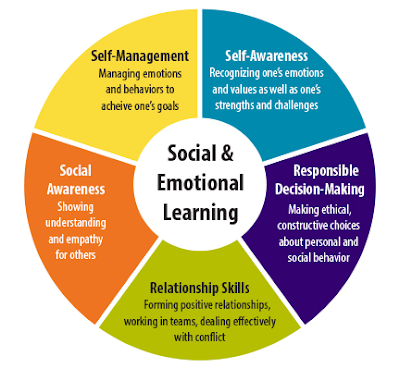 Self-Management
Managing emotions
and behaviors to
acheive one's goals
Self-Awareness
Recognizing one's emotions
and values as well as one's
strengths and challenges
Social &
Emotional
Learning
Social
Awareness
Showing
understanding
and empathy
for others
Responsible
Decision-Making
Making ethical,
constructive choices
about personal and
social behavior
Relationship Skills
Forming positive relationships,
working in teams, dealing effectively
with conflict